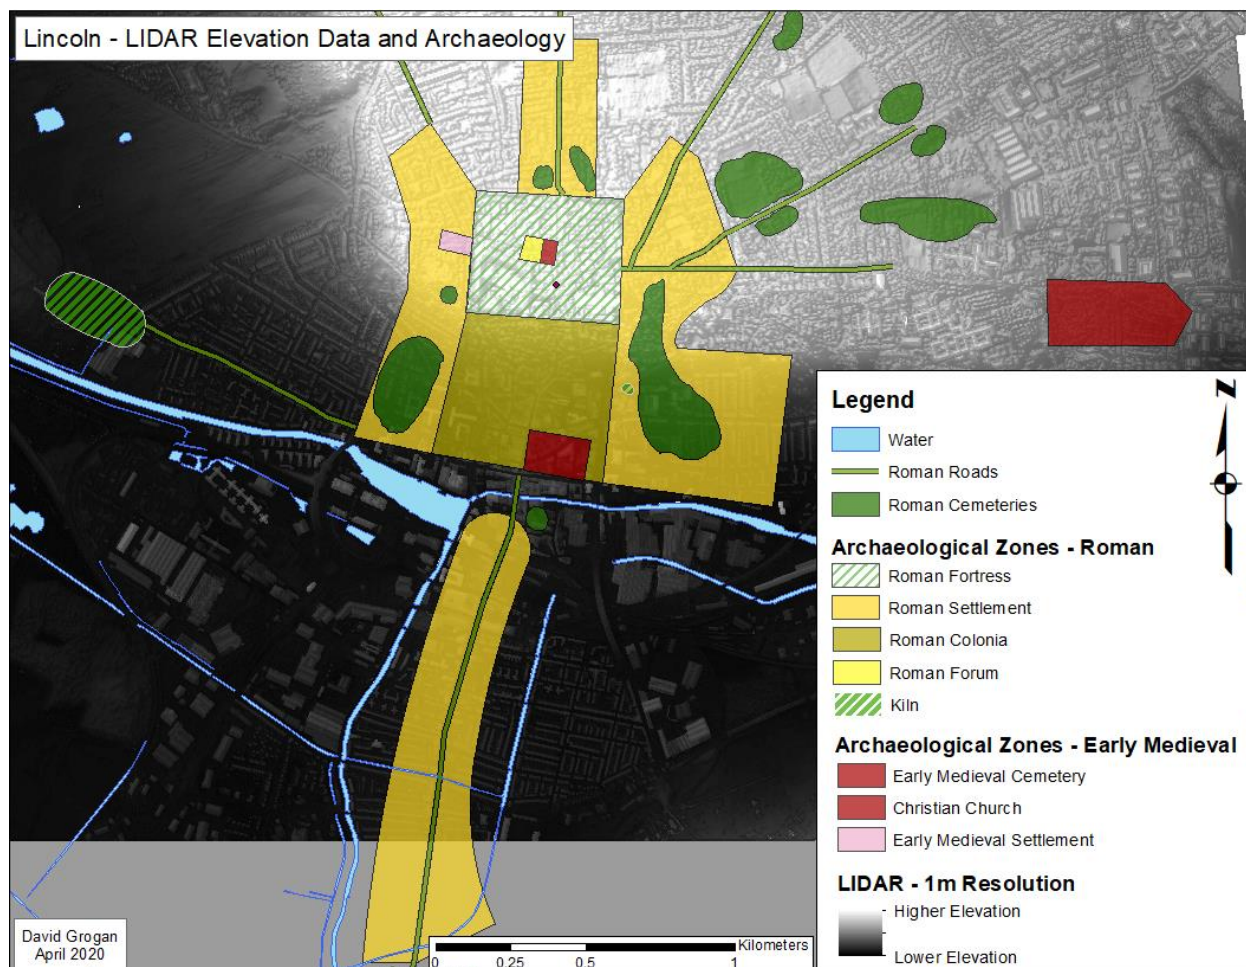 Lincoln - LIDAR Elevation Data and Archaeology
Legend
Water
Roman Roads
Roman Cemeteries
Archaeological Zones - Roman
Roman Fortress
Roman Settlement
Roman Colonia
Roman Forum
Kiln
Archaeological Zones - Early Medieval
Early Medieval Cemetery
Christian Church
Early Medieval Settlement
LIDAR - 1m Resolution
Higher Elevation
Lower Elevation
N
David Grogan
April 2020
Kilometers
0 0.25 0.5 1